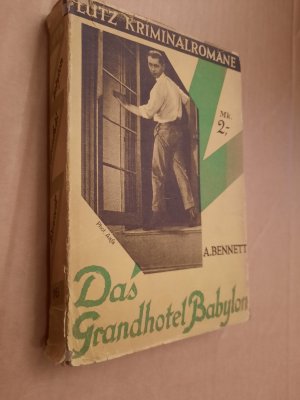 LUTZ KRIMINALROMANE
Mk.
2.-
A. BENNETT
Das
Grandhotel Babylon